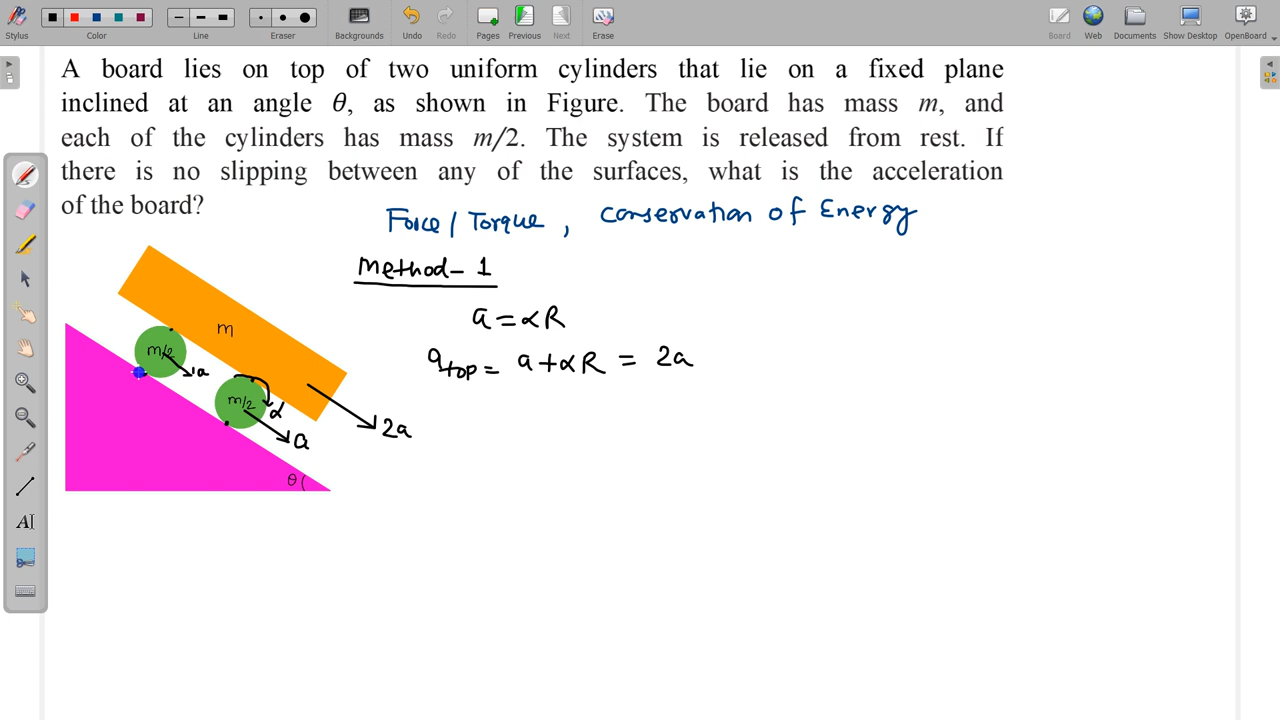 Stylus Color Line Eraser Backgrounds Undo Redo Pages Previous Next Erase Board Web Documents Show Desktop OpenBoard
A board lies on top of two uniform cylinders that lie on a fixed plane
inclined at an angle θ, as shown in Figure. The board has mass m, and
each of the cylinders has mass m/2. The system is released from rest. If
there is no slipping between any of the surfaces, what is the acceleration
of the board?
Force / Torque , Conservation of Energy
Method-1
a = αR
a_top = a + αR = 2a
m
m/2
a
m/2
α
a
2a
θ
AI